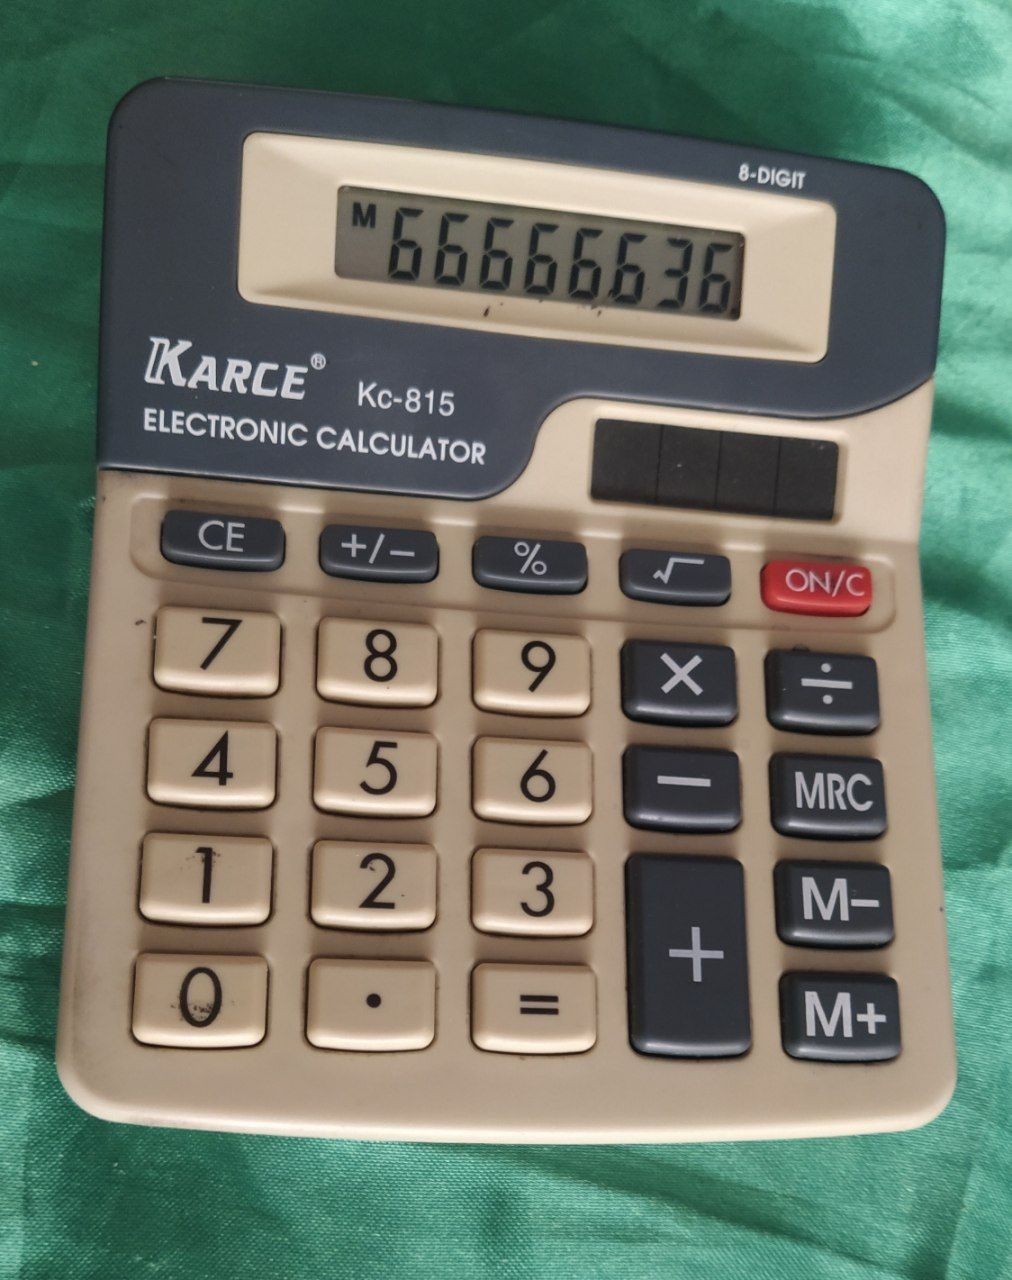 8-DIGIT
M 66666636
KARCE® Kc-815
ELECTRONIC CALCULATOR
CE +/− % √ ON/C
7 8 9 × ÷
4 5 6 − MRC
1 2 3 + M−
0 . = M+